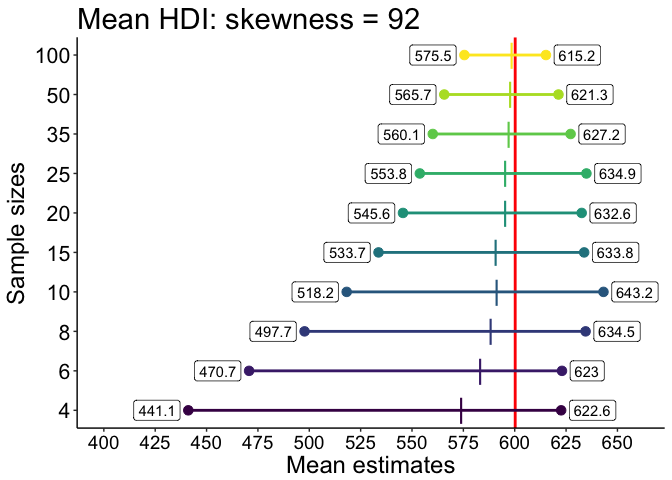 Mean HDI: skewness = 92
100 575.5 615.2
50 565.7 621.3
35 560.1 627.2
25 553.8 634.9
20 545.6 632.6
15 533.7 633.8
10 518.2 643.2
8 497.7 634.5
6 470.7 623
4 441.1 622.6
Sample sizes
400 425 450 475 500 525 550 575 600 625 650
Mean estimates